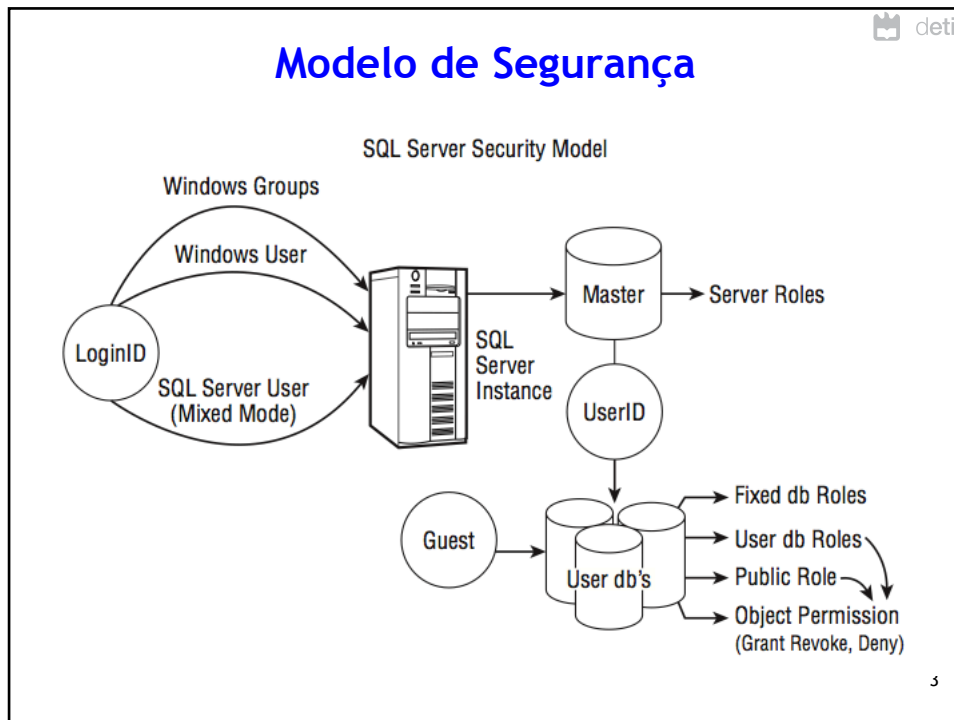 deti
Modelo de Segurança
SQL Server Security Model
Windows Groups
Windows User
LoginID
SQL Server User
(Mixed Mode)
SQL
Server
Instance
Master
Server Roles
UserID
Guest
User db's
Fixed db Roles
User db Roles
Public Role
Object Permission
(Grant Revoke, Deny)
3